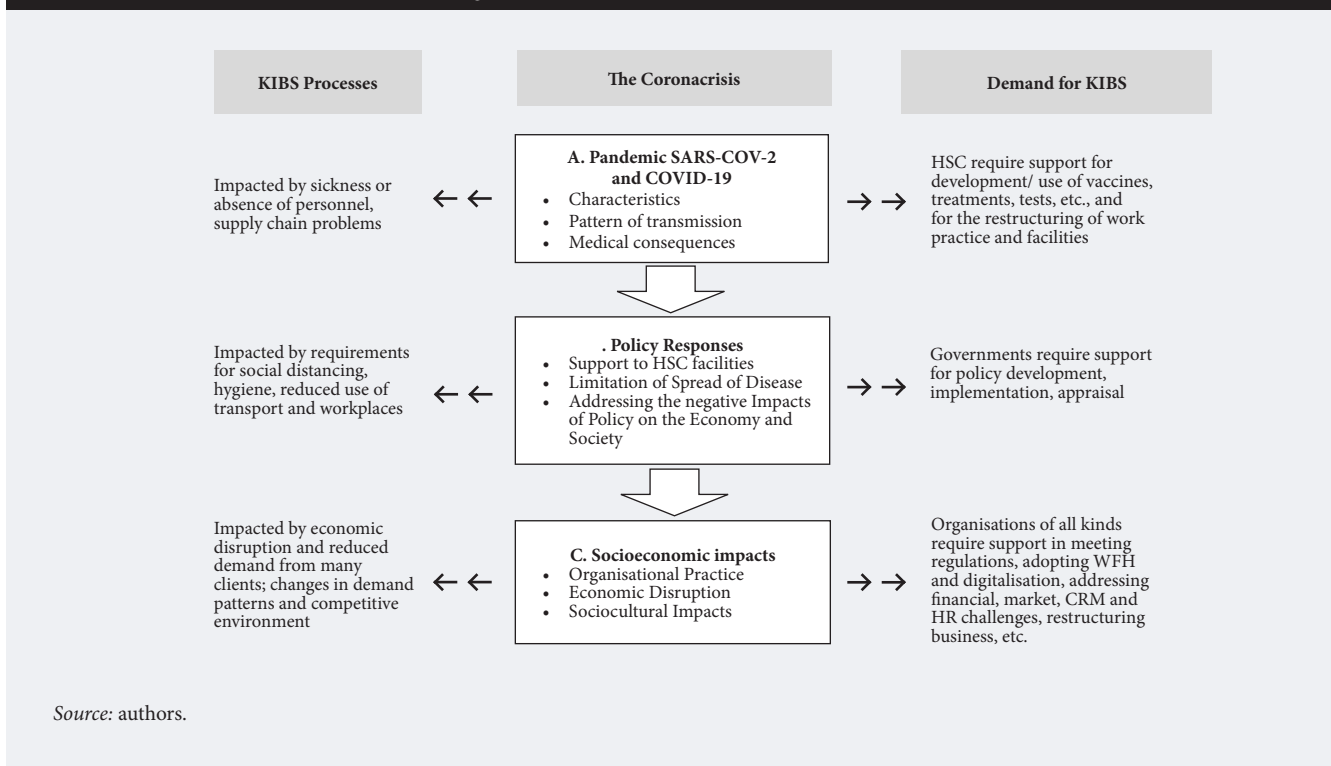 KIBS Processes
The Coronacrisis
Demand for KIBS
Impacted by sickness or
absence of personnel,
supply chain problems
A. Pandemic SARS-COV-2
and COVID-19
• Characteristics
• Pattern of transmission
• Medical consequences
HSC require support for
development/ use of vaccines,
treatments, tests, etc., and
for the restructuring of work
practice and facilities
Impacted by requirements
for social distancing,
hygiene, reduced use of
transport and workplaces
. Policy Responses
• Support to HSC facilities
• Limitation of Spread of Disease
• Addressing the negative Impacts
of Policy on the Economy and
Society
Governments require support
for policy development,
implementation, appraisal
Impacted by economic
disruption and reduced
demand from many
clients; changes in demand
patterns and competitive
environment
C. Socioeconomic impacts
• Organisational Practice
• Economic Disruption
• Sociocultural Impacts
Organisations of all kinds
require support in meeting
regulations, adopting WFH
and digitalisation, addressing
financial, market, CRM and
HR challenges, restructuring
business, etc.
Source: authors.